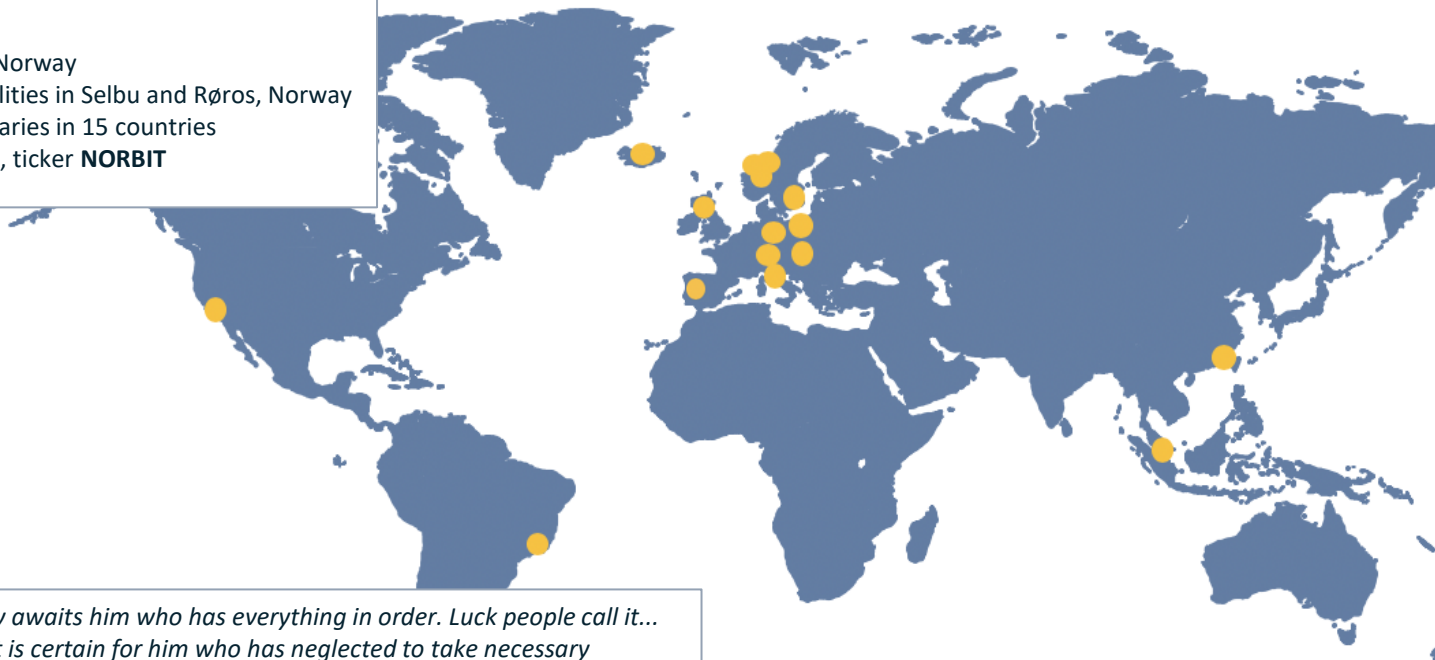 Norway
lities in Selbu and Røros, Norway
aries in 15 countries
, ticker NORBIT
y awaits him who has everything in order. Luck people call it...
t is certain for him who has neglected to take necessary